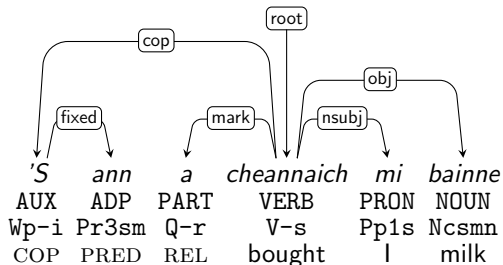 root
cop
obj
fixed
mark
nsubj
'S ann a cheannaich mi bainne
AUX ADP PART VERB PRON NOUN
Wp-i Pr3sm Q-r V-s Pp1s Ncsmn
COP PRED REL bought I milk